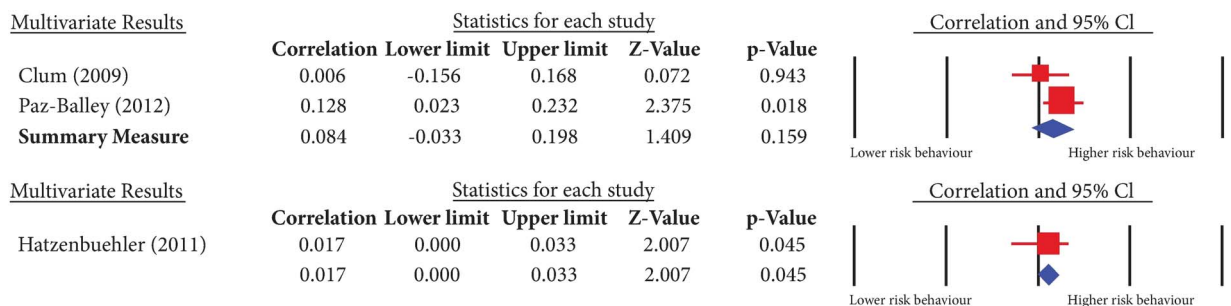 Multivariate Results Statistics for each study Correlation and 95% Cl
Correlation Lower limit Upper limit Z-Value p-Value
Clum (2009) 0.006 -0.156 0.168 0.072 0.943
Paz-Balley (2012) 0.128 0.023 0.232 2.375 0.018
Summary Measure 0.084 -0.033 0.198 1.409 0.159
Lower risk behaviour Higher risk behaviour
Multivariate Results Statistics for each study Correlation and 95% Cl
Correlation Lower limit Upper limit Z-Value p-Value
Hatzenbuehler (2011) 0.017 0.000 0.033 2.007 0.045
0.017 0.000 0.033 2.007 0.045
Lower risk behaviour Higher risk behaviour